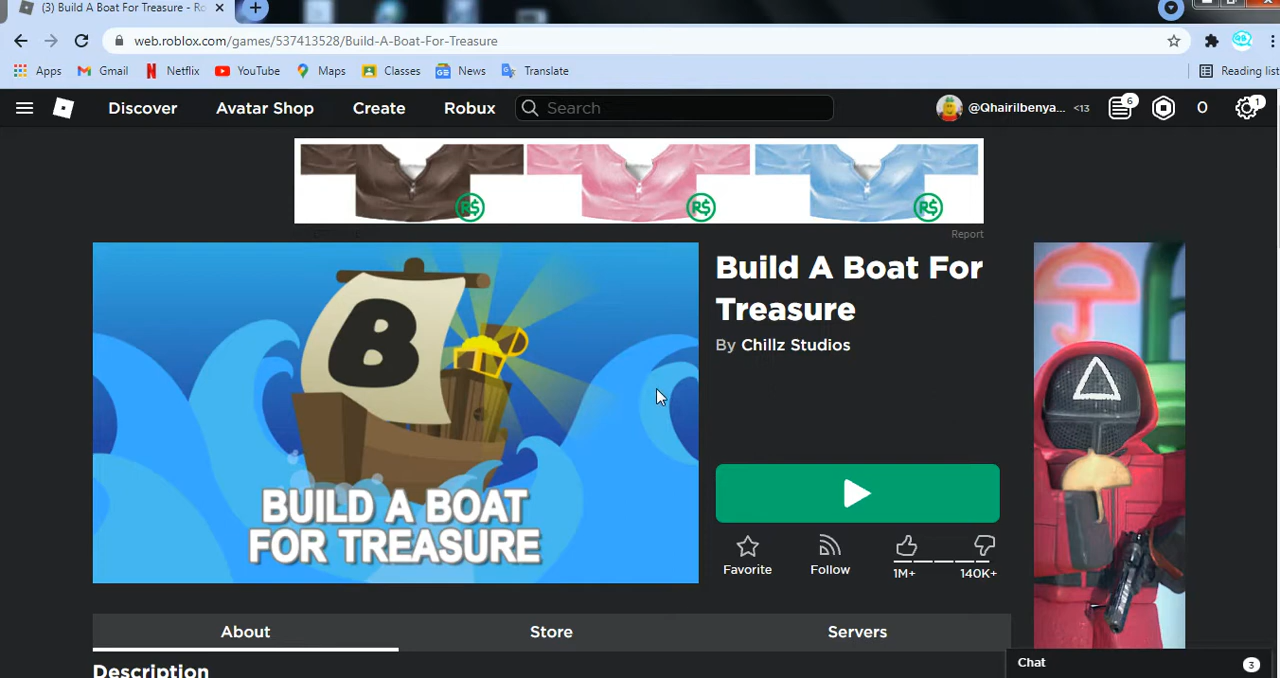 (3) Build A Boat For Treasure - Ro
web.roblox.com/games/537413528/Build-A-Boat-For-Treasure
Apps Gmail Netflix YouTube Maps Classes News Translate Reading list
Discover Avatar Shop Create Robux Search @Qhairilbenya... <13 6 0 1
R$ R$ R$
Report
B
BUILD A BOAT
FOR TREASURE
Build A Boat For
Treasure
By Chillz Studios
Favorite Follow 1M+ 140K+
About Store Servers
Description
Chat 3